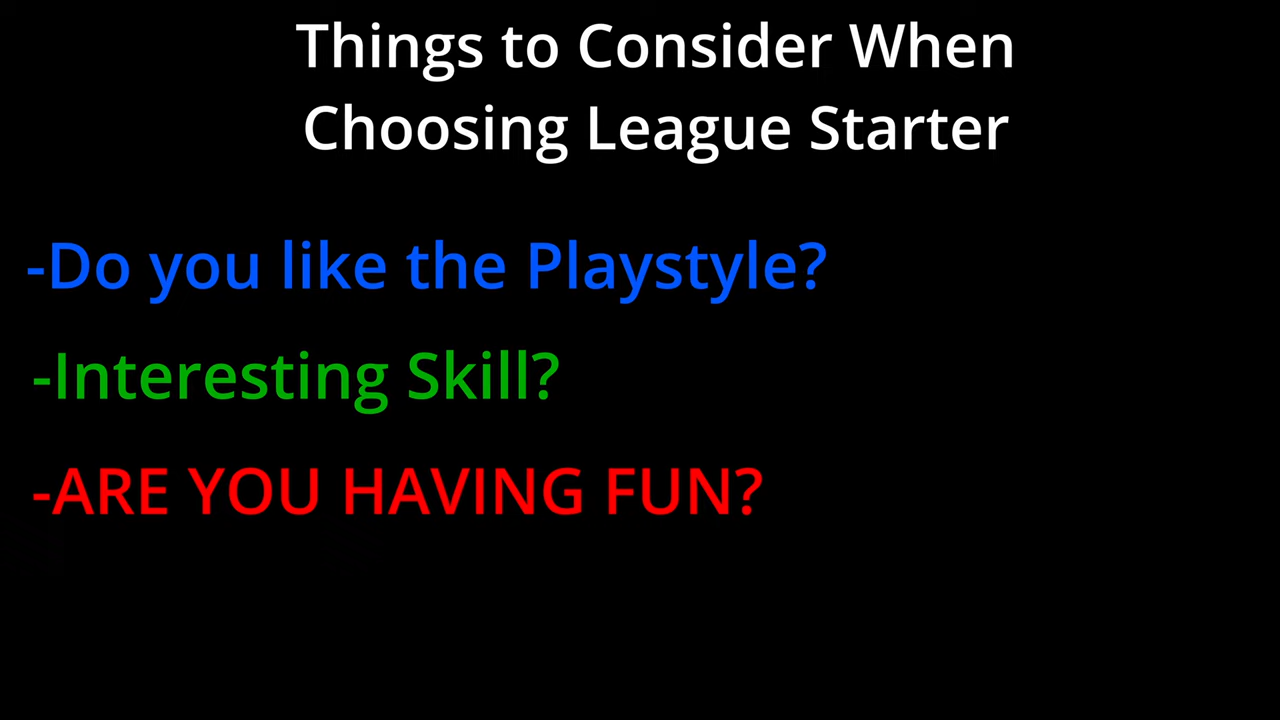 Things to Consider When
Choosing League Starter
-Do you like the Playstyle?
-Interesting Skill?
-ARE YOU HAVING FUN?